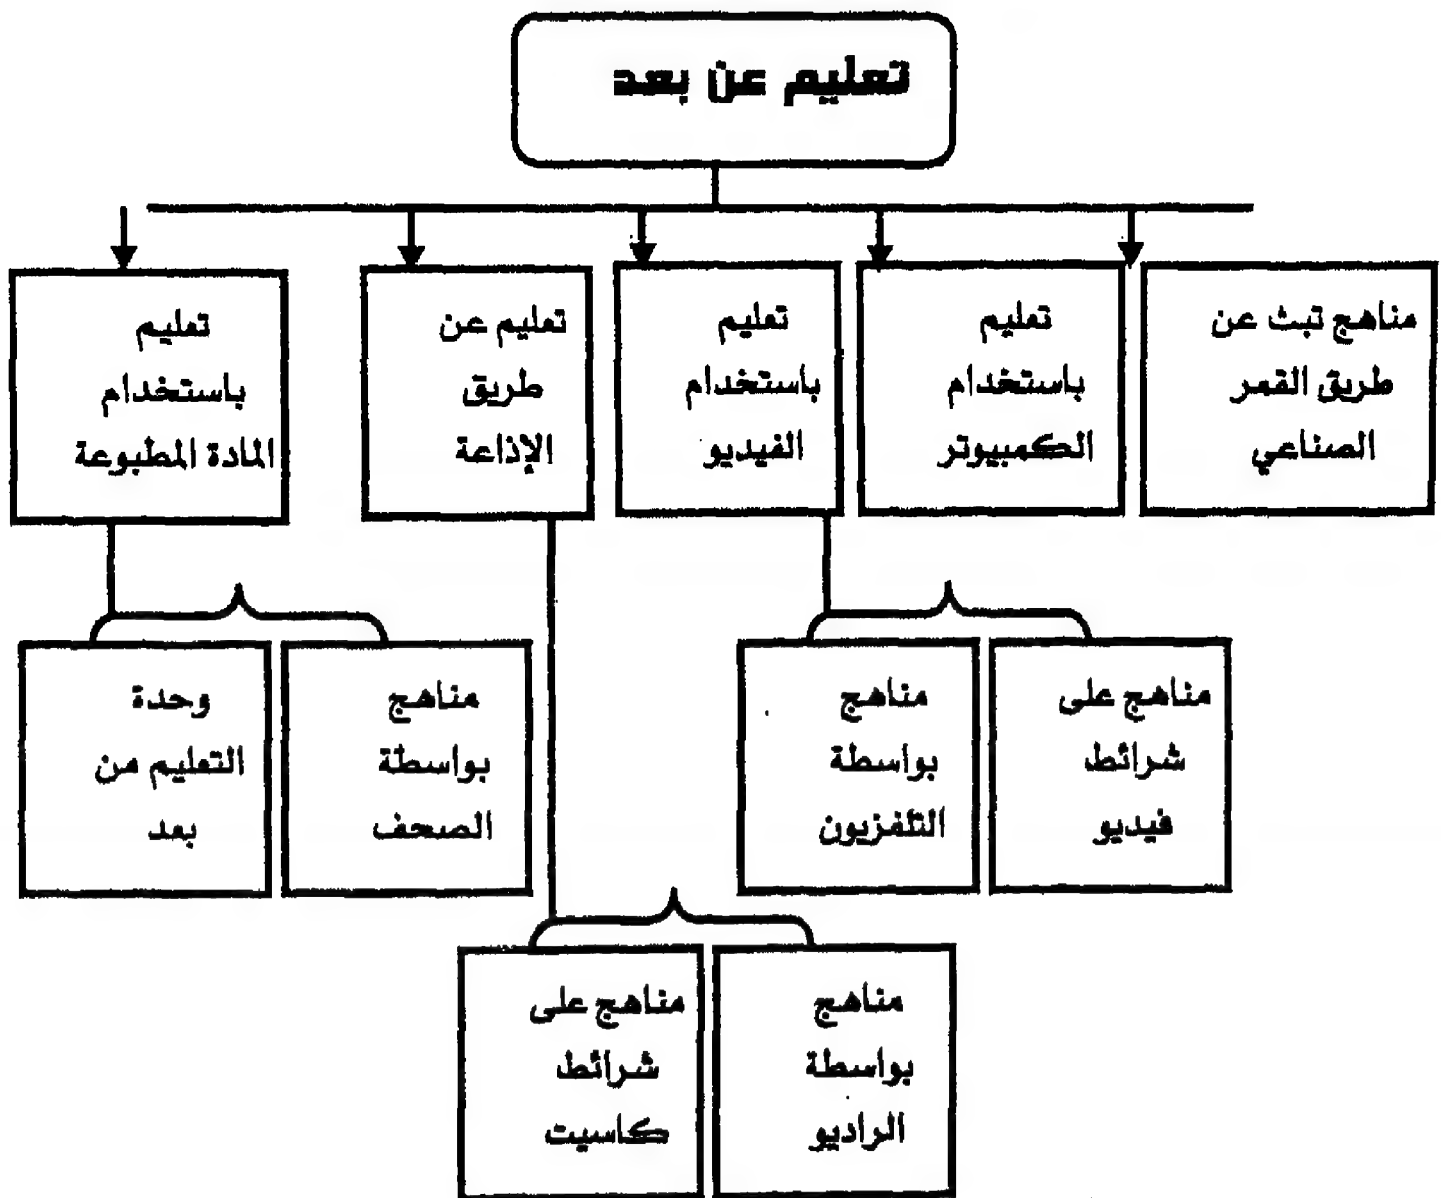 تعليم عن بعد
مناهج تبث عن
طريق القمر
الصناعي
تعليم
باستخدام
الكمبيوتر
تعليم
باستخدام
الفيديو
تعليم عن
طريق
الإذاعة
تعليم
باستخدام
المادة المطبوعة
مناهج على
شرائط
فيديو
مناهج
بواسطة
التلفزيون
مناهج
بواسطة
الصحف
وحدة
التعليم من
بعد
مناهج
بواسطة
الراديو
مناهج على
شرائط
كاسيت